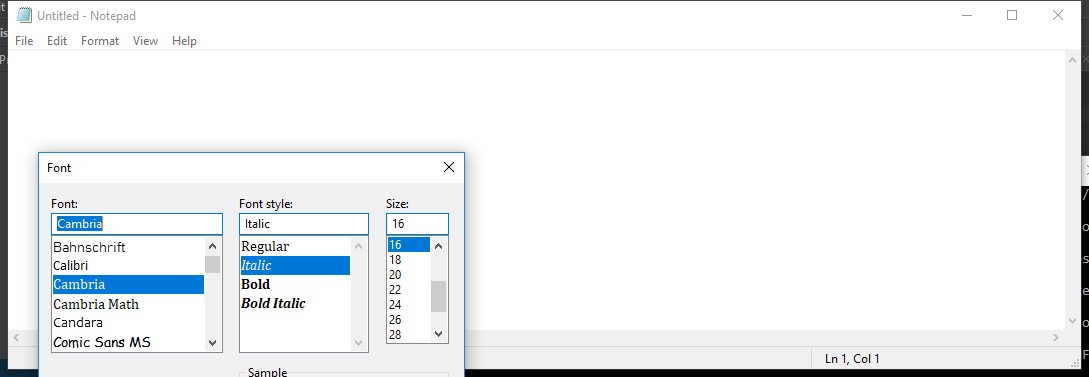 Untitled - Notepad
File Edit Format View Help
Font
Font: Font style: Size:
Cambria Italic 16
Bahnschrift Regular 16
Calibri Italic 18
Cambria Bold 20
Cambria Math Bold Italic 22
Candara 24
Comic Sans MS 26
28
Sample
Ln 1, Col 1